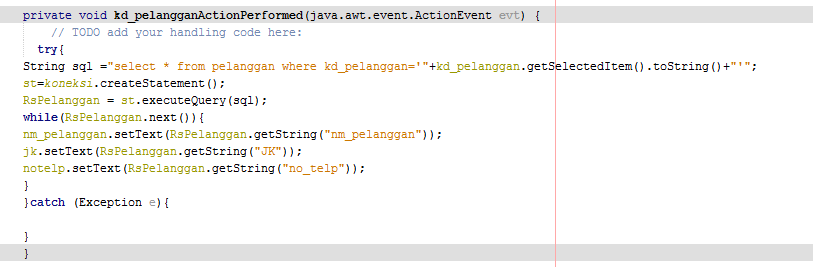 private void kd_pelangganActionPerformed(java.awt.event.ActionEvent evt) {
// TODO add your handling code here:
try{
String sql ="select * from pelanggan where kd_pelanggan='"+kd_pelanggan.getSelectedItem().toString()+"'";
st=koneksi.createStatement();
RsPelanggan = st.executeQuery(sql);
while(RsPelanggan.next()){
nm_pelanggan.setText(RsPelanggan.getString("nm_pelanggan"));
jk.setText(RsPelanggan.getString("JK"));
notelp.setText(RsPelanggan.getString("no_telp"));
}
}catch (Exception e){
}
}